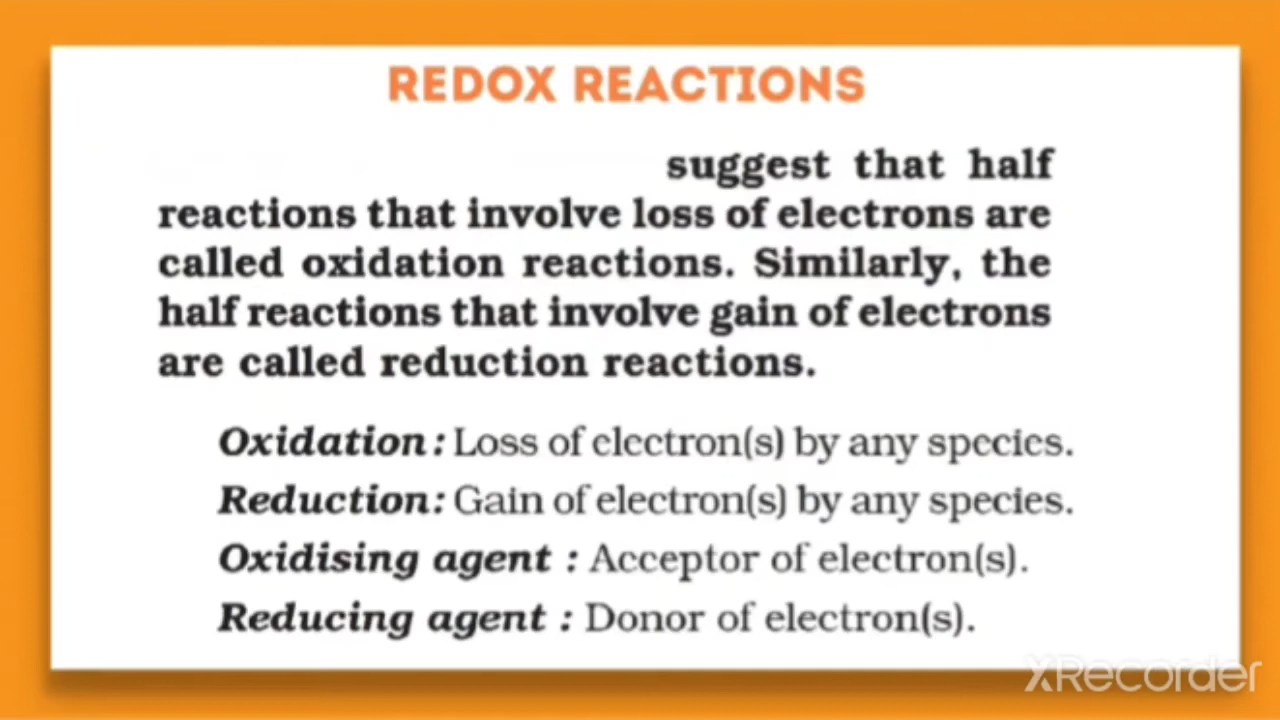 REDOX REACTIONS
suggest that half
reactions that involve loss of electrons are
called oxidation reactions. Similarly, the
half reactions that involve gain of electrons
are called reduction reactions.
Oxidation: Loss of electron(s) by any species.
Reduction: Gain of electron(s) by any species.
Oxidising agent : Acceptor of electron(s).
Reducing agent : Donor of electron(s).
XRecorder